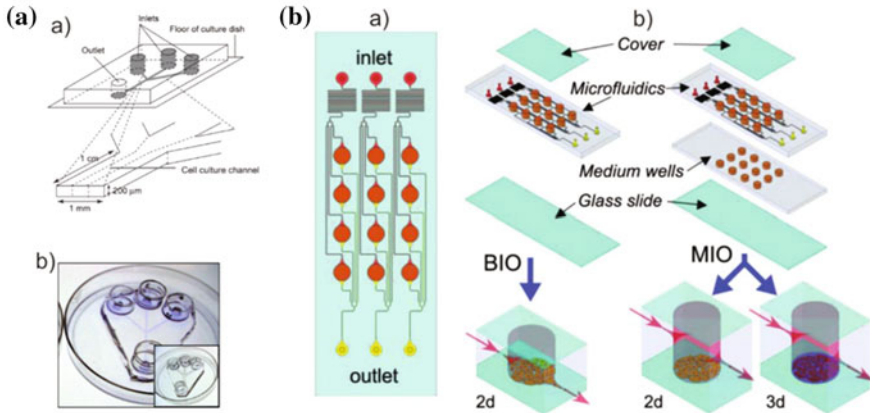 (a)
a)
Inlets
Floor of culture dish
Outlet
1 cm
Cell culture channel
200 μm
1 mm
b)
(b)
a)
inlet
outlet
b)
Cover
Microfluidics
Medium wells
Glass slide
BIO
MIO
2d
2d
3d